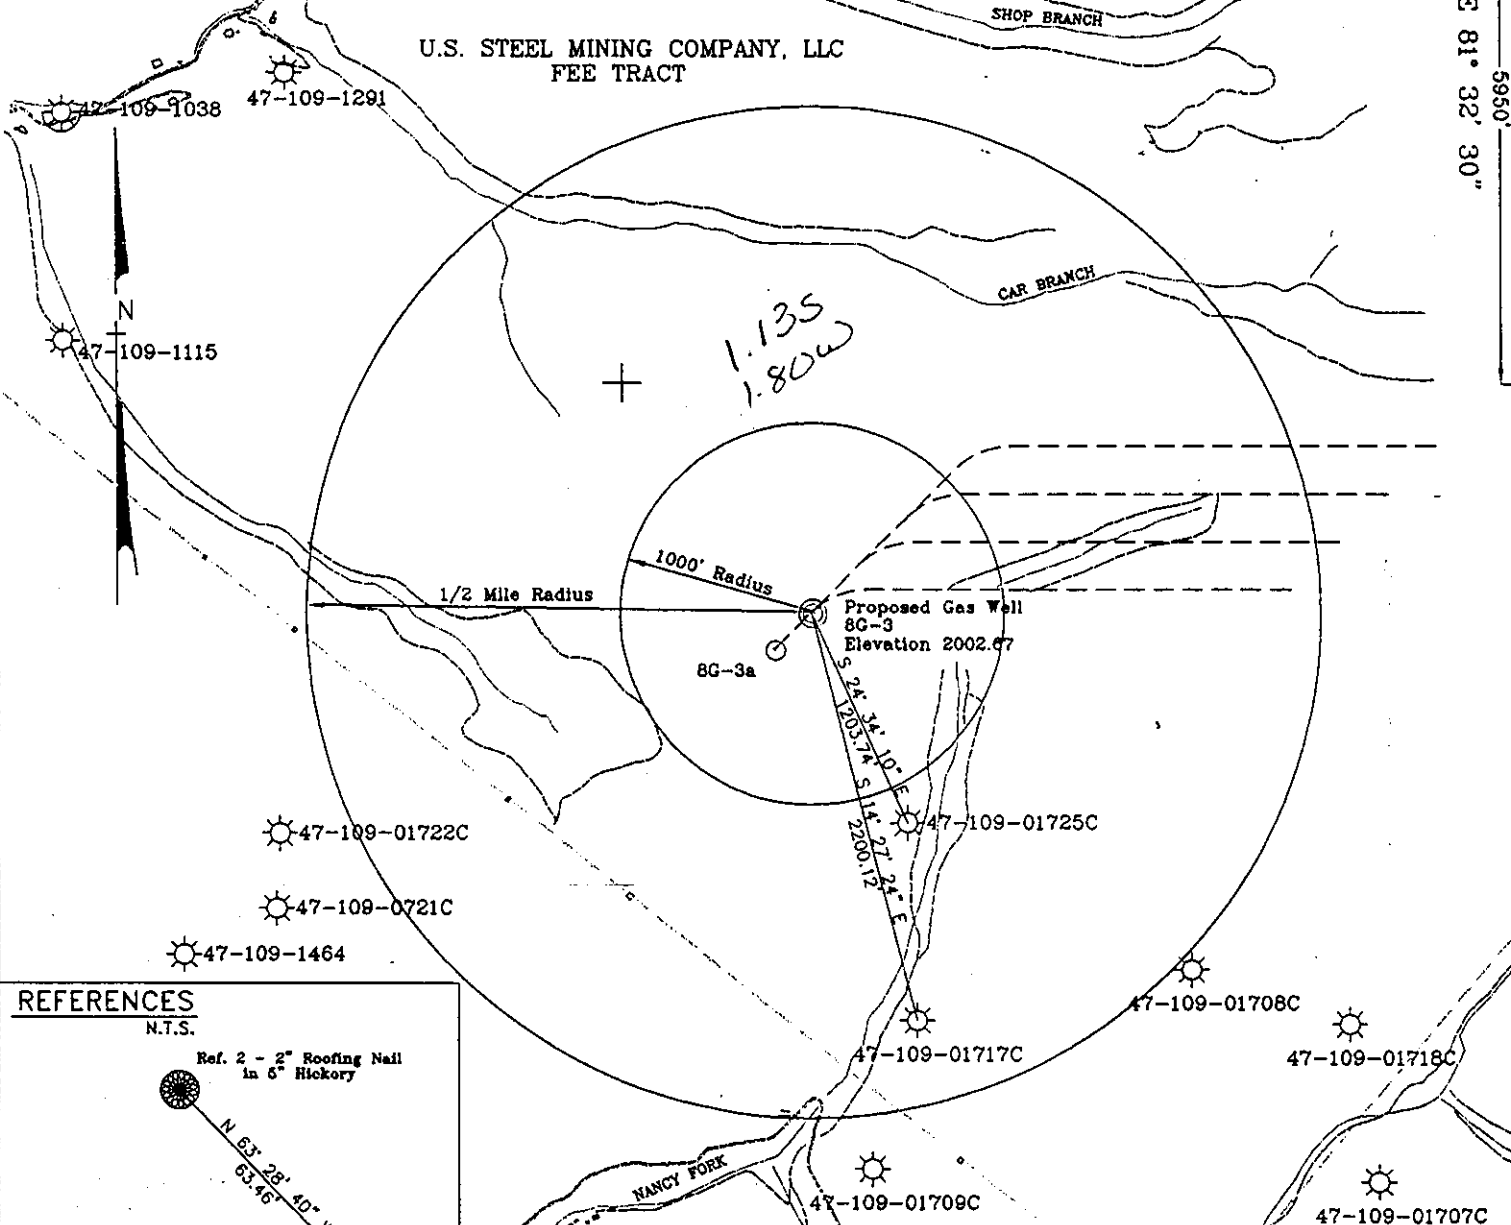 SHOP BRANCH
E 81° 32' 30"
5950'
U.S. STEEL MINING COMPANY, LLC
FEE TRACT
47-109-1038
47-109-1291
N
47-109-1115
CAR BRANCH
1.13S
1.80W
1000' Radius
1/2 Mile Radius
Proposed Gas Well
8G-3
Elevation 2002.67
8G-3a
S 24° 34' 10" E
1203.74'
S 14° 27' 24" E
2200.12'
47-109-01722C
47-109-01725C
47-109-0721C
47-109-1464
47-109-01708C
47-109-01717C
47-109-01718C
REFERENCES
N.T.S.
Ref. 2 - 2" Roofing Nail
in 6" Hickory
N 63° 28' 40" W
63.46'
NANCY FORK
47-109-01709C
47-109-01707C